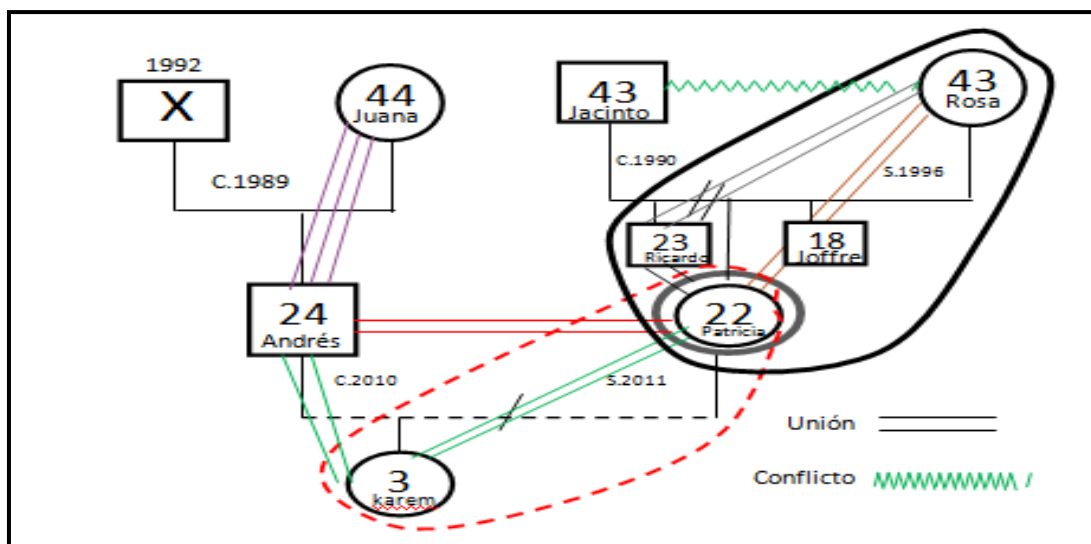 1992
X
44
Juana
43
Jacinto
43
Rosa
C.1989
C.1990
S.1996
23
Ricardo
18
Joffre
24
Andrés
22
Patricia
C.2010
S.2011
Unión
3
karem
Conflicto